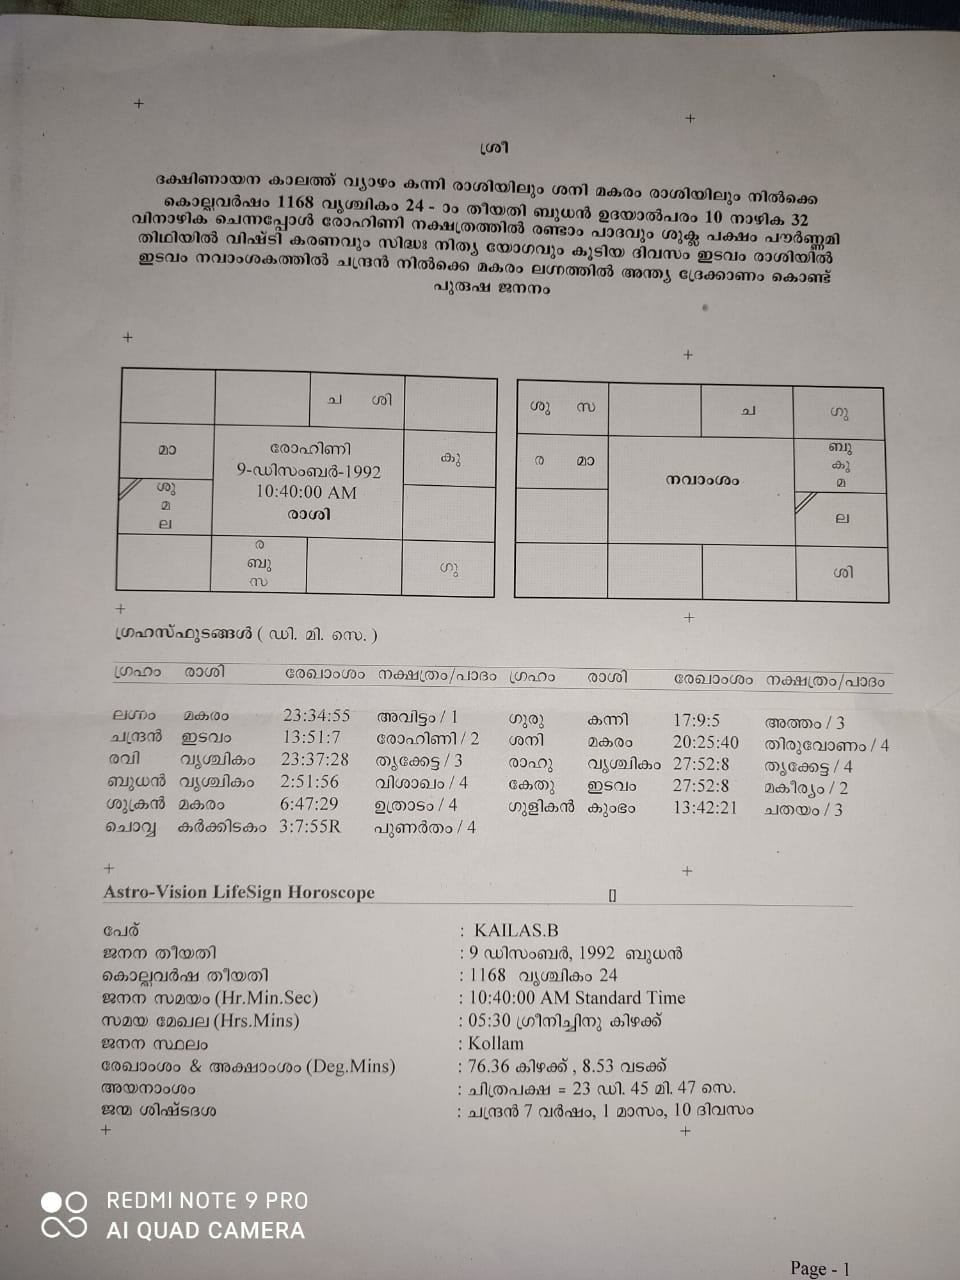 ശ്രീ
ദക്ഷിണായന കാലത്ത് വ്യാഴം കന്നി രാശിയിലും ശനി മകരം രാശിയിലും നിൽക്കെ
കൊല്ലവർഷം 1168 വൃശ്ചികം 24 - ാം തീയതി ബുധൻ ഉദയാൽപരം 10 നാഴിക 32
വിനാഴിക ചെന്നപ്പോൾ രോഹിണി നക്ഷത്രത്തിൽ രണ്ടാം പാദവും ശുക്ല പക്ഷം പൗർണ്ണമി
തിഥിയിൽ വിഷ്ടി കരണവും സിദ്ധഃ നിത്യ യോഗവും കൂടിയ ദിവസം ഇടവം രാശിയിൽ
ഇടവം നവാംശകത്തിൽ ചന്ദ്രൻ നിൽക്കെ മകരം ലഗ്നത്തിൽ അന്ത്യ ദ്രേക്കാണം കൊണ്ട്
പുരുഷ ജനനം
ച ശി
മാ
കു
ശു
മ
ല
രോഹിണി
9-ഡിസംബർ-1992
10:40:00 AM
രാശി
ര
ബു
സ
ഗു
ശു സ
ച
ഗു
ര മാ
ബു
കു
മ
നവാംശം
ല
ശി
ഗ്രഹസ്ഫുടങ്ങൾ ( ഡി. മി. സെ. )
ഗ്രഹം രാശി രേഖാംശം നക്ഷത്രം/പാദം ഗ്രഹം രാശി രേഖാംശം നക്ഷത്രം/പാദം
ലഗ്നം മകരം 23:34:55 അവിട്ടം / 1 ഗുരു കന്നി 17:9:5 അത്തം / 3
ചന്ദ്രൻ ഇടവം 13:51:7 രോഹിണി / 2 ശനി മകരം 20:25:40 തിരുവോണം / 4
രവി വൃശ്ചികം 23:37:28 തൃക്കേട്ട / 3 രാഹു വൃശ്ചികം 27:52:8 തൃക്കേട്ട / 4
ബുധൻ വൃശ്ചികം 2:51:56 വിശാഖം / 4 കേതു ഇടവം 27:52:8 മകീര്യം / 2
ശുക്രൻ മകരം 6:47:29 ഉത്രാടം / 4 ഗുളികൻ കുംഭം 13:42:21 ചതയം / 3
ചൊവ്വ കർക്കിടകം 3:7:55R പുണർതം / 4
Astro-Vision LifeSign Horoscope
പേര് : KAILAS.B
ജനന തീയതി : 9 ഡിസംബർ, 1992 ബുധൻ
കൊല്ലവർഷ തീയതി : 1168 വൃശ്ചികം 24
ജനന സമയം (Hr.Min.Sec) : 10:40:00 AM Standard Time
സമയ മേഖല (Hrs.Mins) : 05:30 ഗ്രീനിച്ചിനു കിഴക്ക്
ജനന സ്ഥലം : Kollam
രേഖാംശം & അക്ഷാംശം (Deg.Mins) : 76.36 കിഴക്ക് , 8.53 വടക്ക്
അയനാംശം : ചിത്രപക്ഷ = 23 ഡി. 45 മി. 47 സെ.
ജന്മ ശിഷ്ടദശ : ചന്ദ്രൻ 7 വർഷം, 1 മാസം, 10 ദിവസം
REDMI NOTE 9 PRO
AI QUAD CAMERA
Page - 1